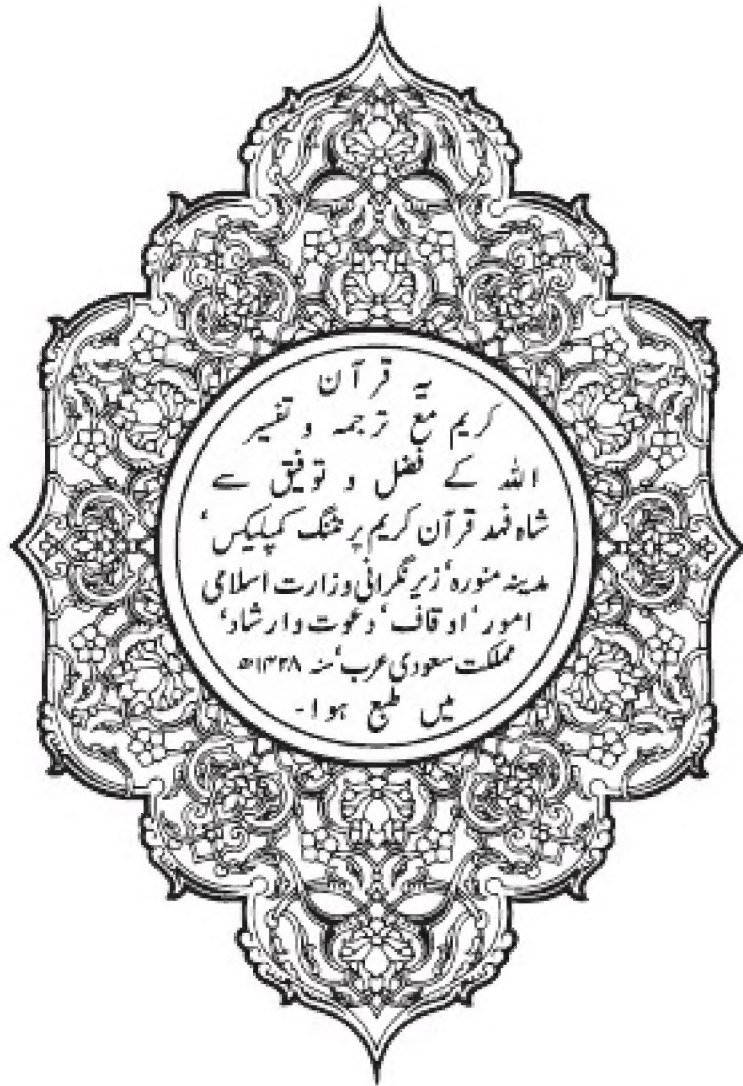 یہ قرآن
کریم مع ترجمہ و تفسیر
اللہ کے فضل و توفیق سے
شاہ فہد قرآن کریم پرنٹنگ کمپلیکس‘
مدینہ منورہ‘ زیر نگرانی وزارت اسلامی
امور‘ اوقاف‘ دعوت وارشاد‘
مملکت سعودی عرب‘ سنہ ۱۴۳۸ھ
میں طبع ہوا۔